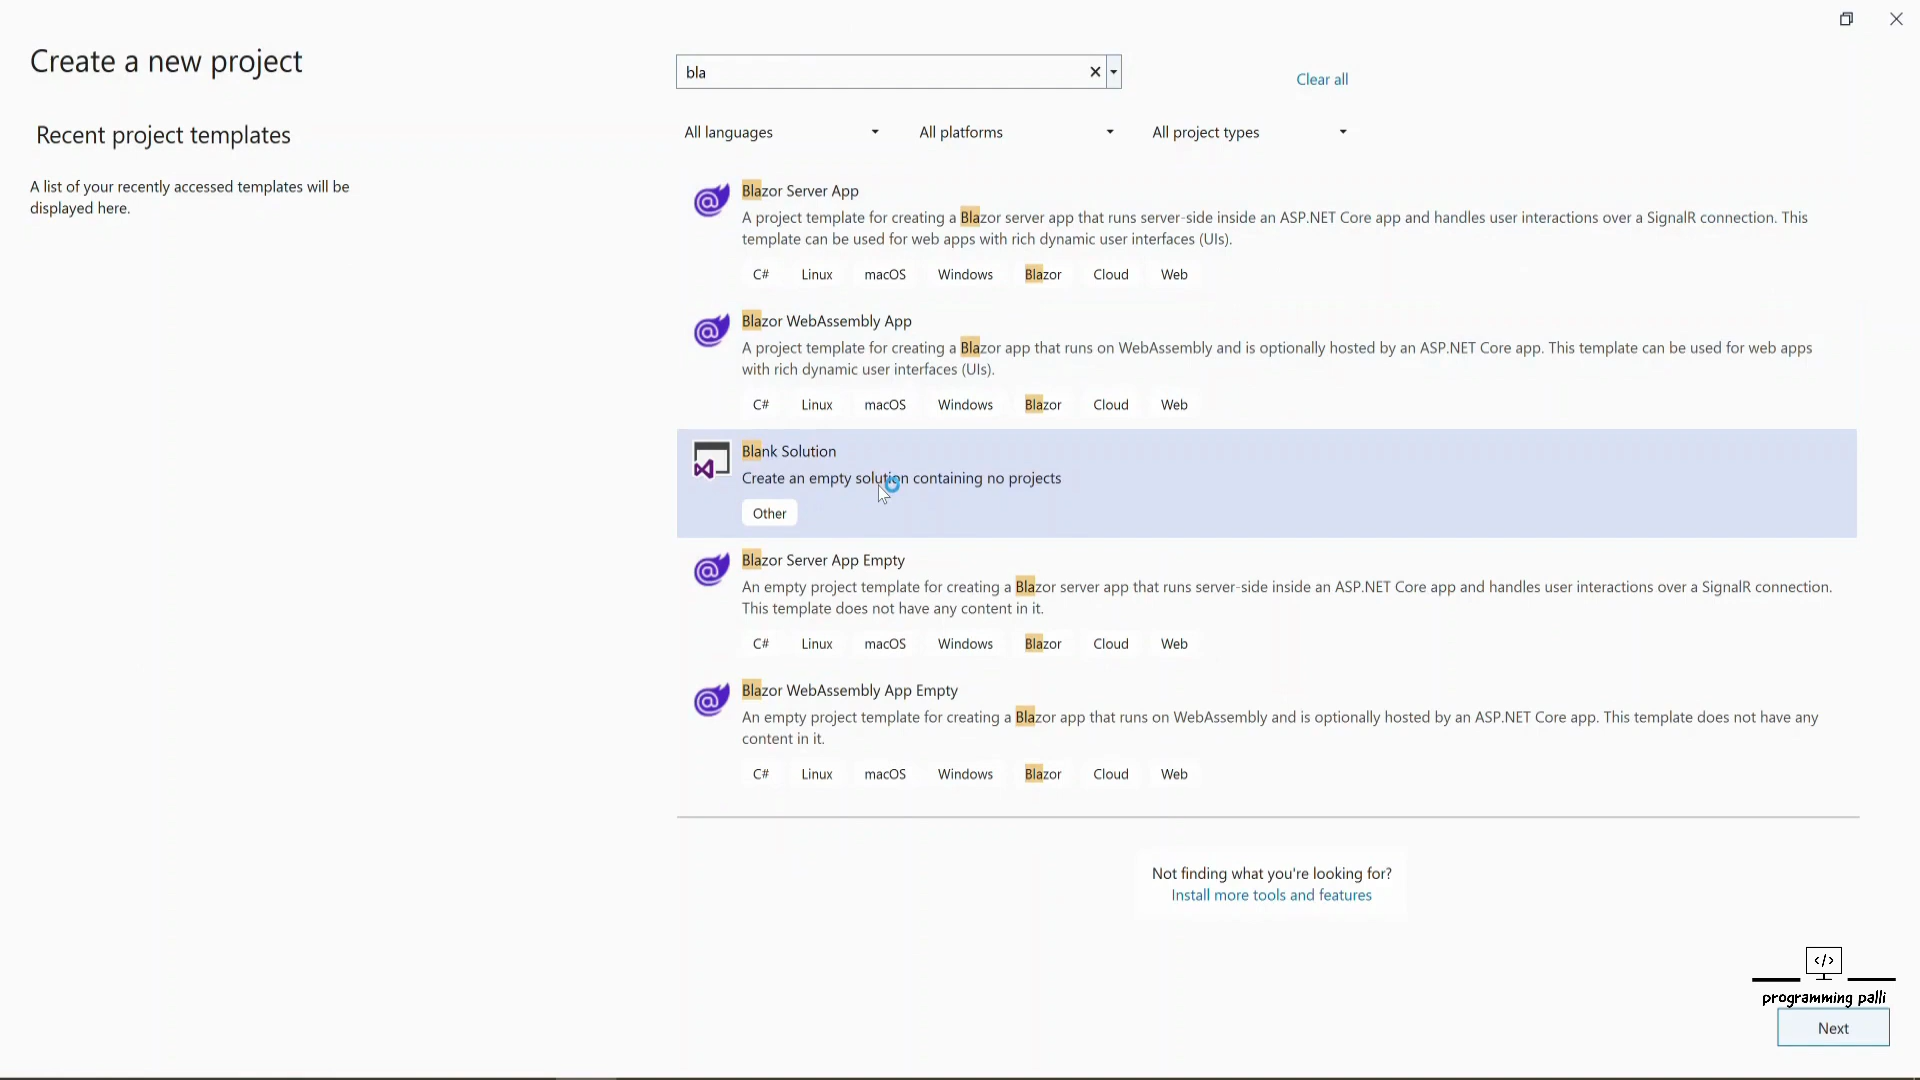 Create a new project
bla
Clear all
Recent project templates
All languages
All platforms
All project types
A list of your recently accessed templates will be
displayed here.
Blazor Server App
A project template for creating a Blazor server app that runs server-side inside an ASP.NET Core app and handles user interactions over a SignalR connection. This
template can be used for web apps with rich dynamic user interfaces (UIs).
C# Linux macOS Windows Blazor Cloud Web
Blazor WebAssembly App
A project template for creating a Blazor app that runs on WebAssembly and is optionally hosted by an ASP.NET Core app. This template can be used for web apps
with rich dynamic user interfaces (UIs).
C# Linux macOS Windows Blazor Cloud Web
Blank Solution
Create an empty solution containing no projects
Other
Blazor Server App Empty
An empty project template for creating a Blazor server app that runs server-side inside an ASP.NET Core app and handles user interactions over a SignalR connection.
This template does not have any content in it.
C# Linux macOS Windows Blazor Cloud Web
Blazor WebAssembly App Empty
An empty project template for creating a Blazor app that runs on WebAssembly and is optionally hosted by an ASP.NET Core app. This template does not have any
content in it.
C# Linux macOS Windows Blazor Cloud Web
Not finding what you're looking for?
Install more tools and features
</>
programming palli
Next